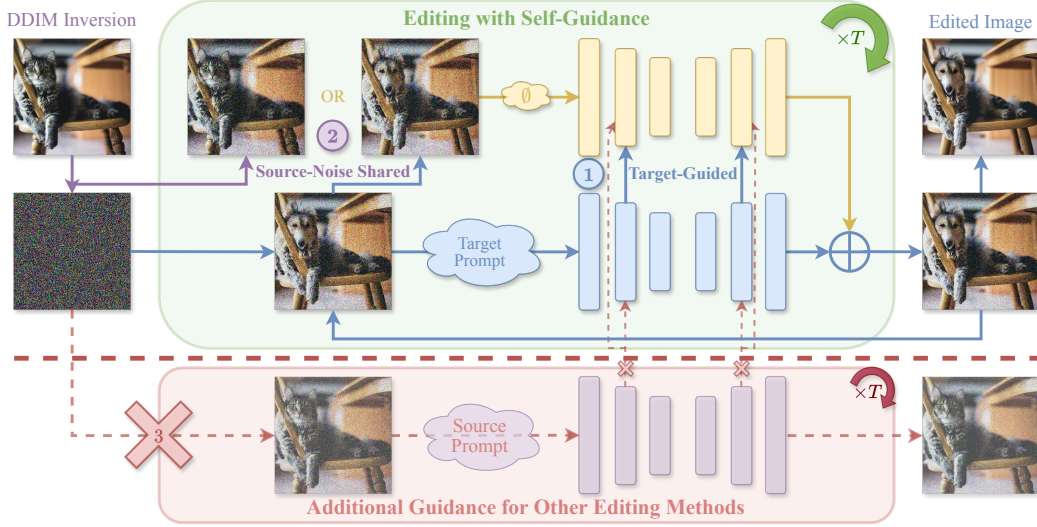 DDIM Inversion
Editing with Self-Guidance
×T
Edited Image
OR
∅
2
Source-Noise Shared
1
Target-Guided
Target
Prompt
×T
3
Source
Prompt
Additional Guidance for Other Editing Methods